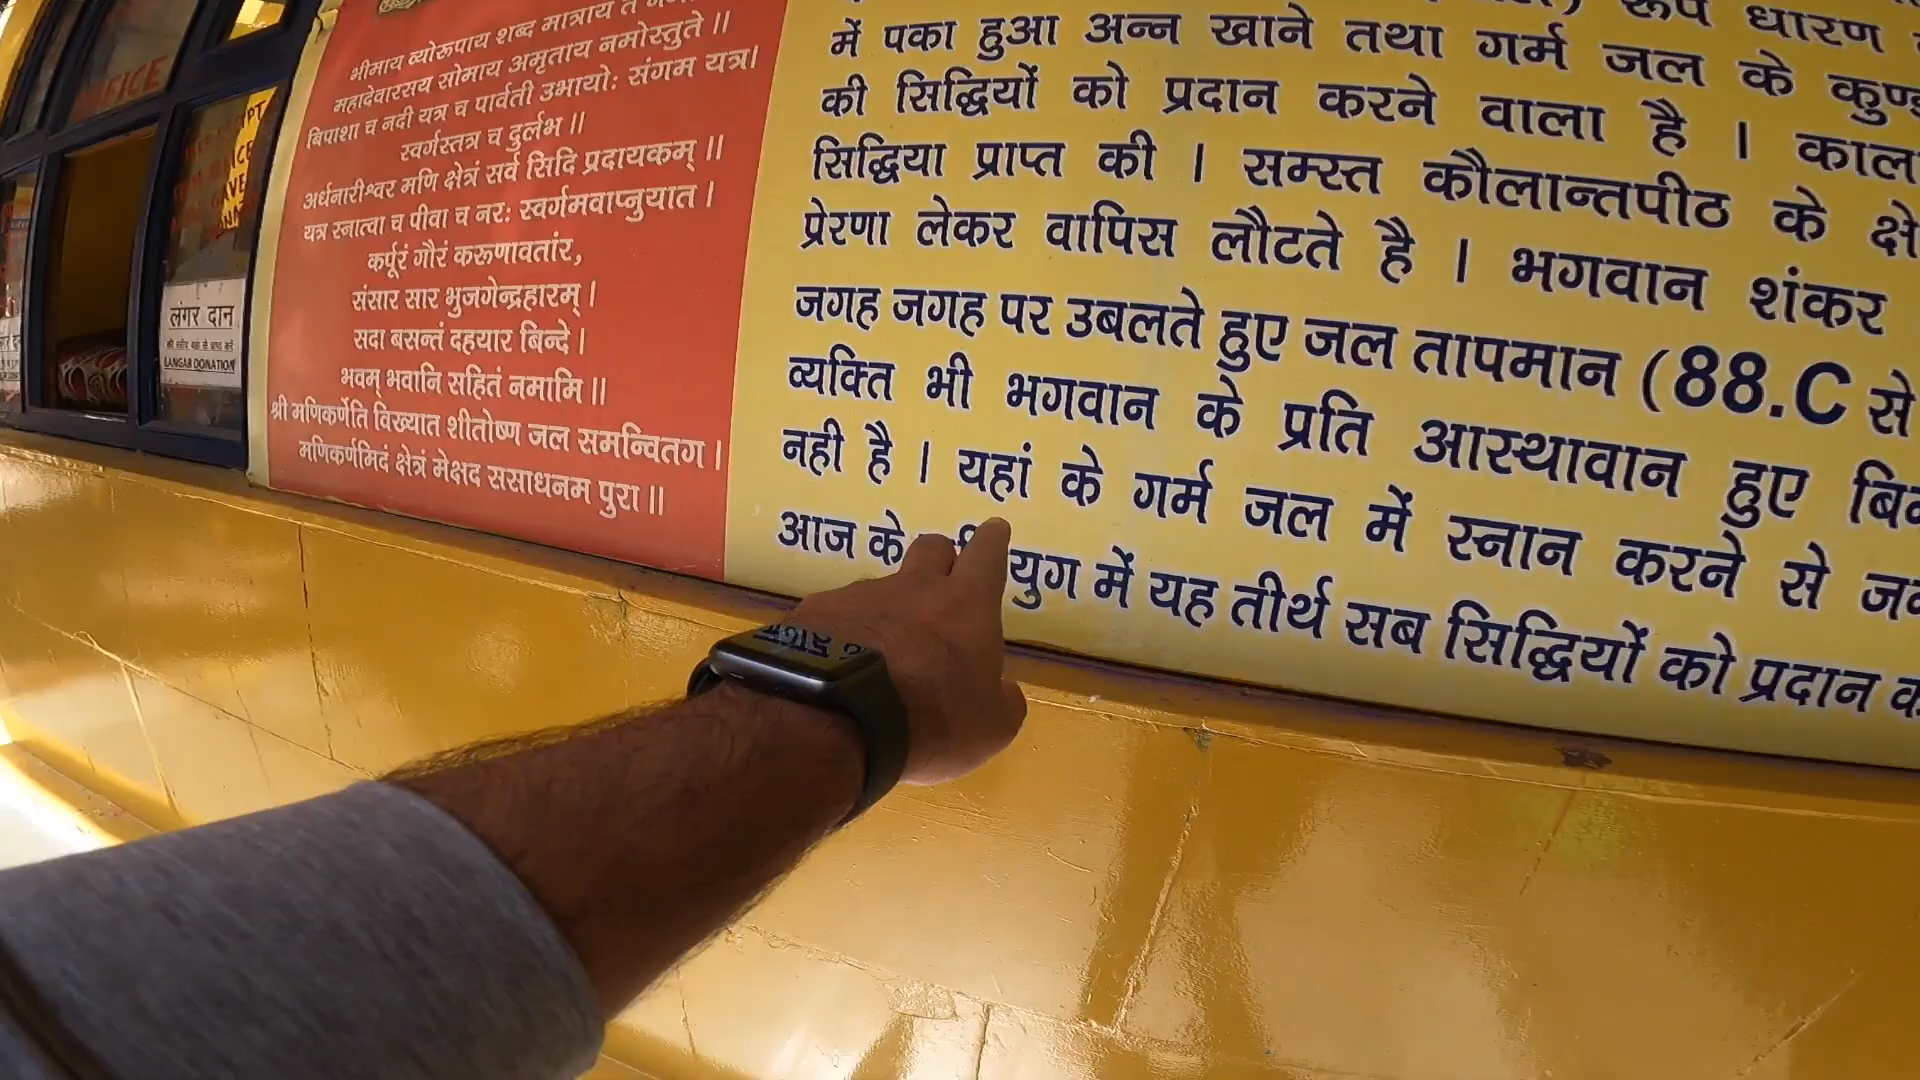 OFFICE
लंगर दान
LANGAR DONATION
भीमाय व्योरूपाय शब्द मात्राय ते
महादेवारसय सोमाय अमृताय नमोस्तुते ॥
बिपाशा च नदी यत्र च पार्वती उभायो: संगम यत्र।
स्वर्गस्तत्र च दुर्लभ ॥
अर्धनारीश्वर मणि क्षेत्रं सर्व सिदि प्रदायकम् ॥
यत्र स्नात्वा च पीवा च नर: स्वर्गमवाप्नुयात ।
कर्पूरं गौरं करूणावतांर,
संसार सार भुजगेन्द्रहारम् ।
सदा बसन्तं दहयार बिन्दे ।
भवम् भवानि सहितं नमामि ॥
श्री मणिकर्णेति विख्यात शीतोष्ण जल समन्वितग ।
मणिकर्णमिदं क्षेत्रं मेक्षद ससाधनम पुरा ॥
रूप धारण
में पका हुआ अन्न खाने तथा गर्म जल के
की सिद्धियों को प्रदान करने वाला है ।
सिद्धिया प्राप्त की । सम्स्त कौलान्तपीठ के
प्रेरणा लेकर वापिस लौटते है । भगवान शंकर
जगह जगह पर उबलते हुए जल तापमान (88.C से
व्यक्ति भी भगवान के प्रति आस्थावान हुए
नही है । यहां के गर्म जल में स्नान करने से
आज के युग में यह तीर्थ सब सिद्धियों को प्रदान